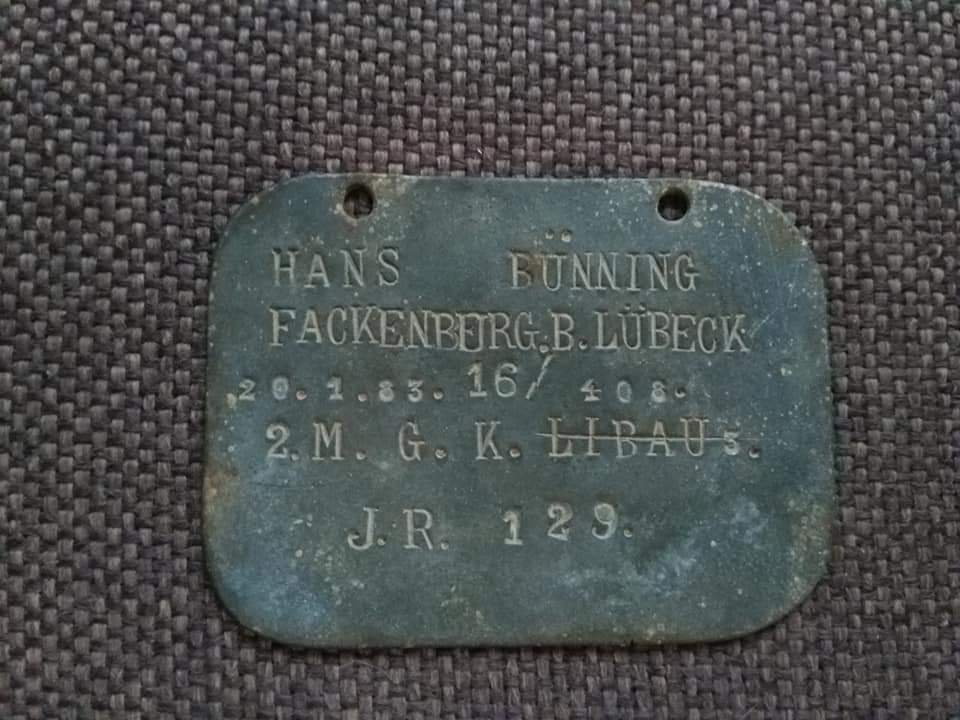 HANS BÜNNING
FACKENBURG.B.LÜBECK
20.1.83. 16/ 408.
2.M. G. K. LIBAU 5.
J.R. 129.